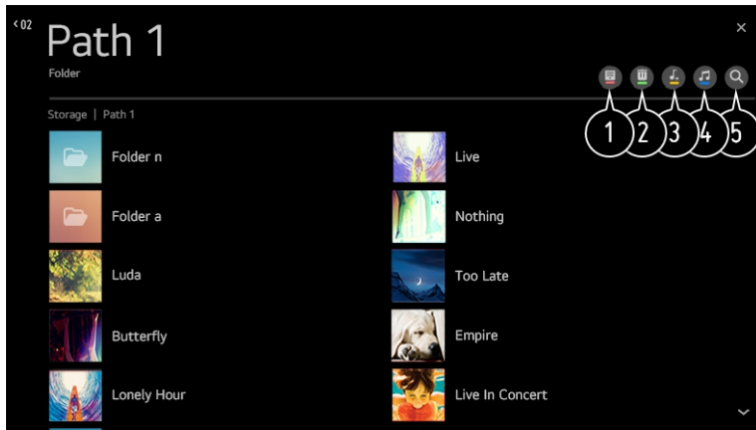 <02
Path 1
Folder
1 2 3 4 5
Storage | Path 1
Folder n
Live
Folder a
Nothing
Luda
Too Late
Butterfly
Empire
Lonely Hour
Live In Concert